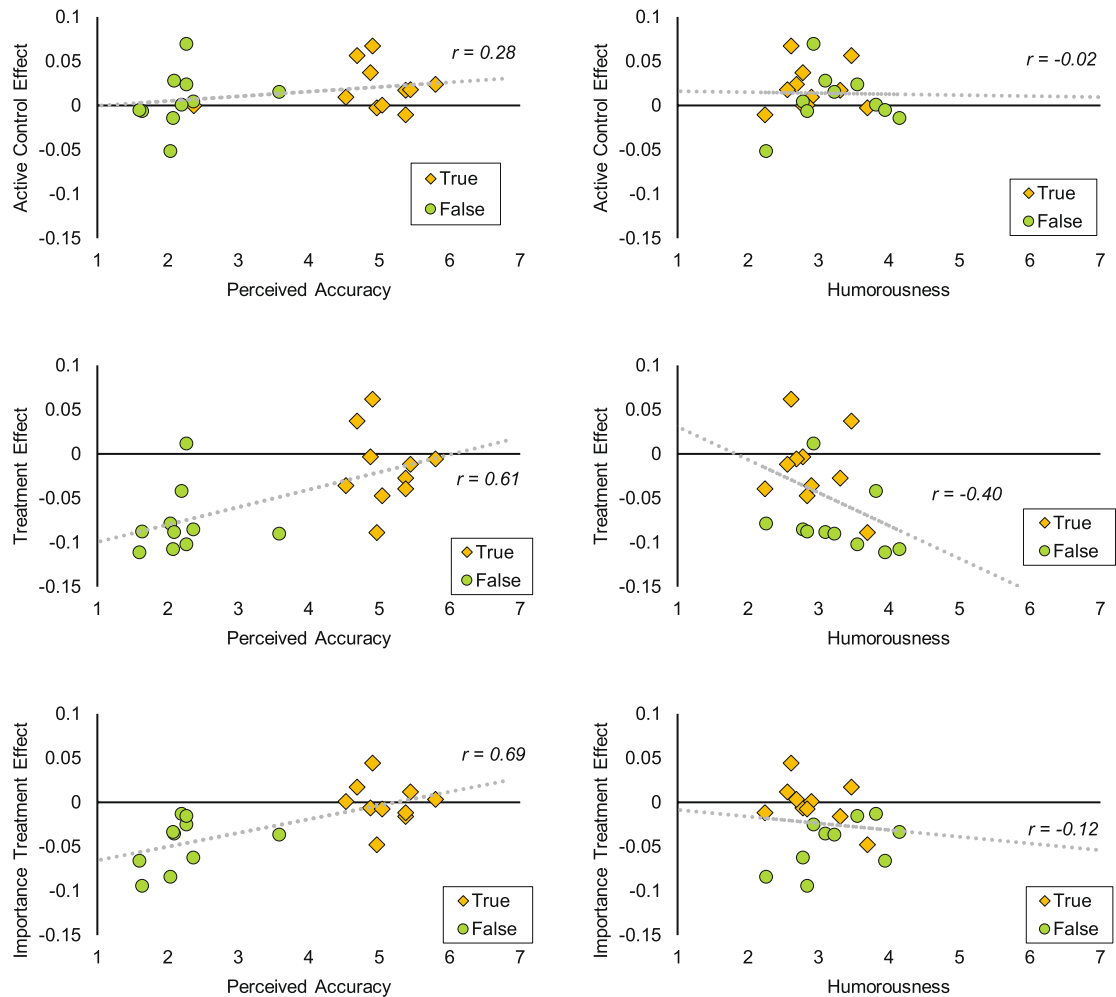 0.1
0.05
0
-0.05
-0.1
-0.15
Active Control Effect
r = 0.28
True
False
1 2 3 4 5 6 7
Perceived Accuracy
0.1
0.05
0
-0.05
-0.1
-0.15
Active Control Effect
r = -0.02
True
False
1 2 3 4 5 6 7
Humorousness
0.1
0.05
0
-0.05
-0.1
-0.15
Treatment Effect
r = 0.61
True
False
1 2 3 4 5 6 7
Perceived Accuracy
0.1
0.05
0
-0.05
-0.1
-0.15
Treatment Effect
r = -0.40
True
False
1 2 3 4 5 6 7
Humorousness
0.1
0.05
0
-0.05
-0.1
-0.15
Importance Treatment Effect
r = 0.69
True
False
1 2 3 4 5 6 7
Perceived Accuracy
0.1
0.05
0
-0.05
-0.1
-0.15
Importance Treatment Effect
r = -0.12
True
False
1 2 3 4 5 6 7
Humorousness